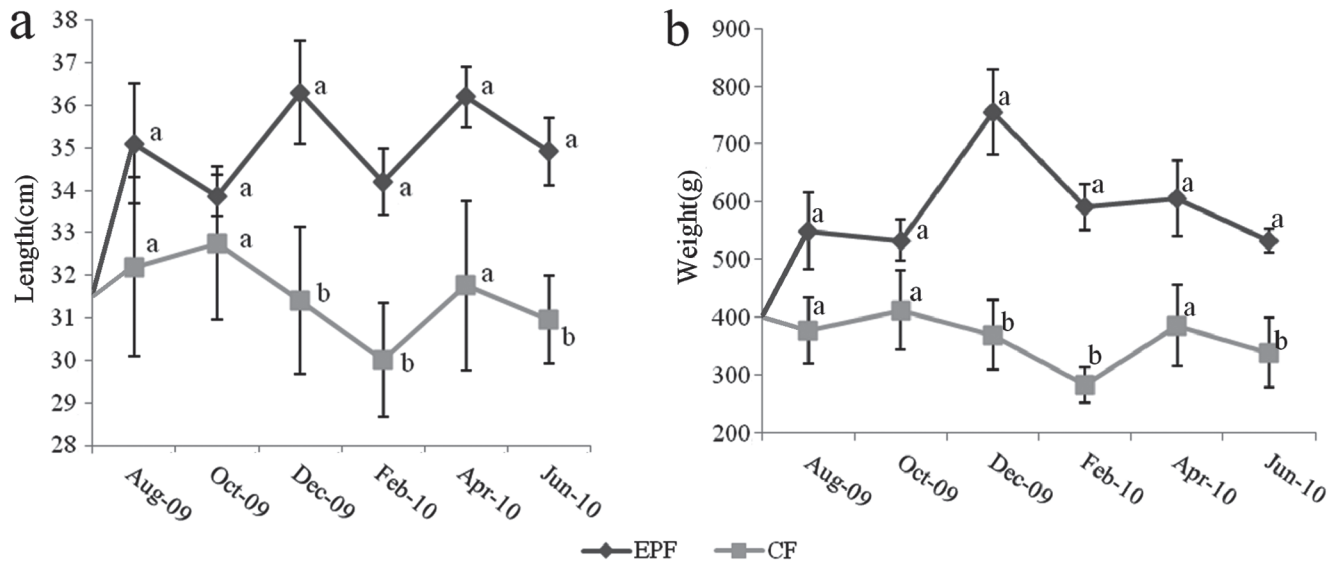 a
38
37
36
35
34
33
32
31
30
29
28
Length(cm)
a
a
a
a
a
a
a
a
b
b
a
b
Aug-09
Oct-09
Dec-09
Feb-10
Apr-10
Jun-10
b
900
800
700
600
500
400
300
200
Weight(g)
a
a
a
a
a
a
a
a
b
b
a
b
Aug-09
Oct-09
Dec-09
Feb-10
Apr-10
Jun-10
EPF
CF